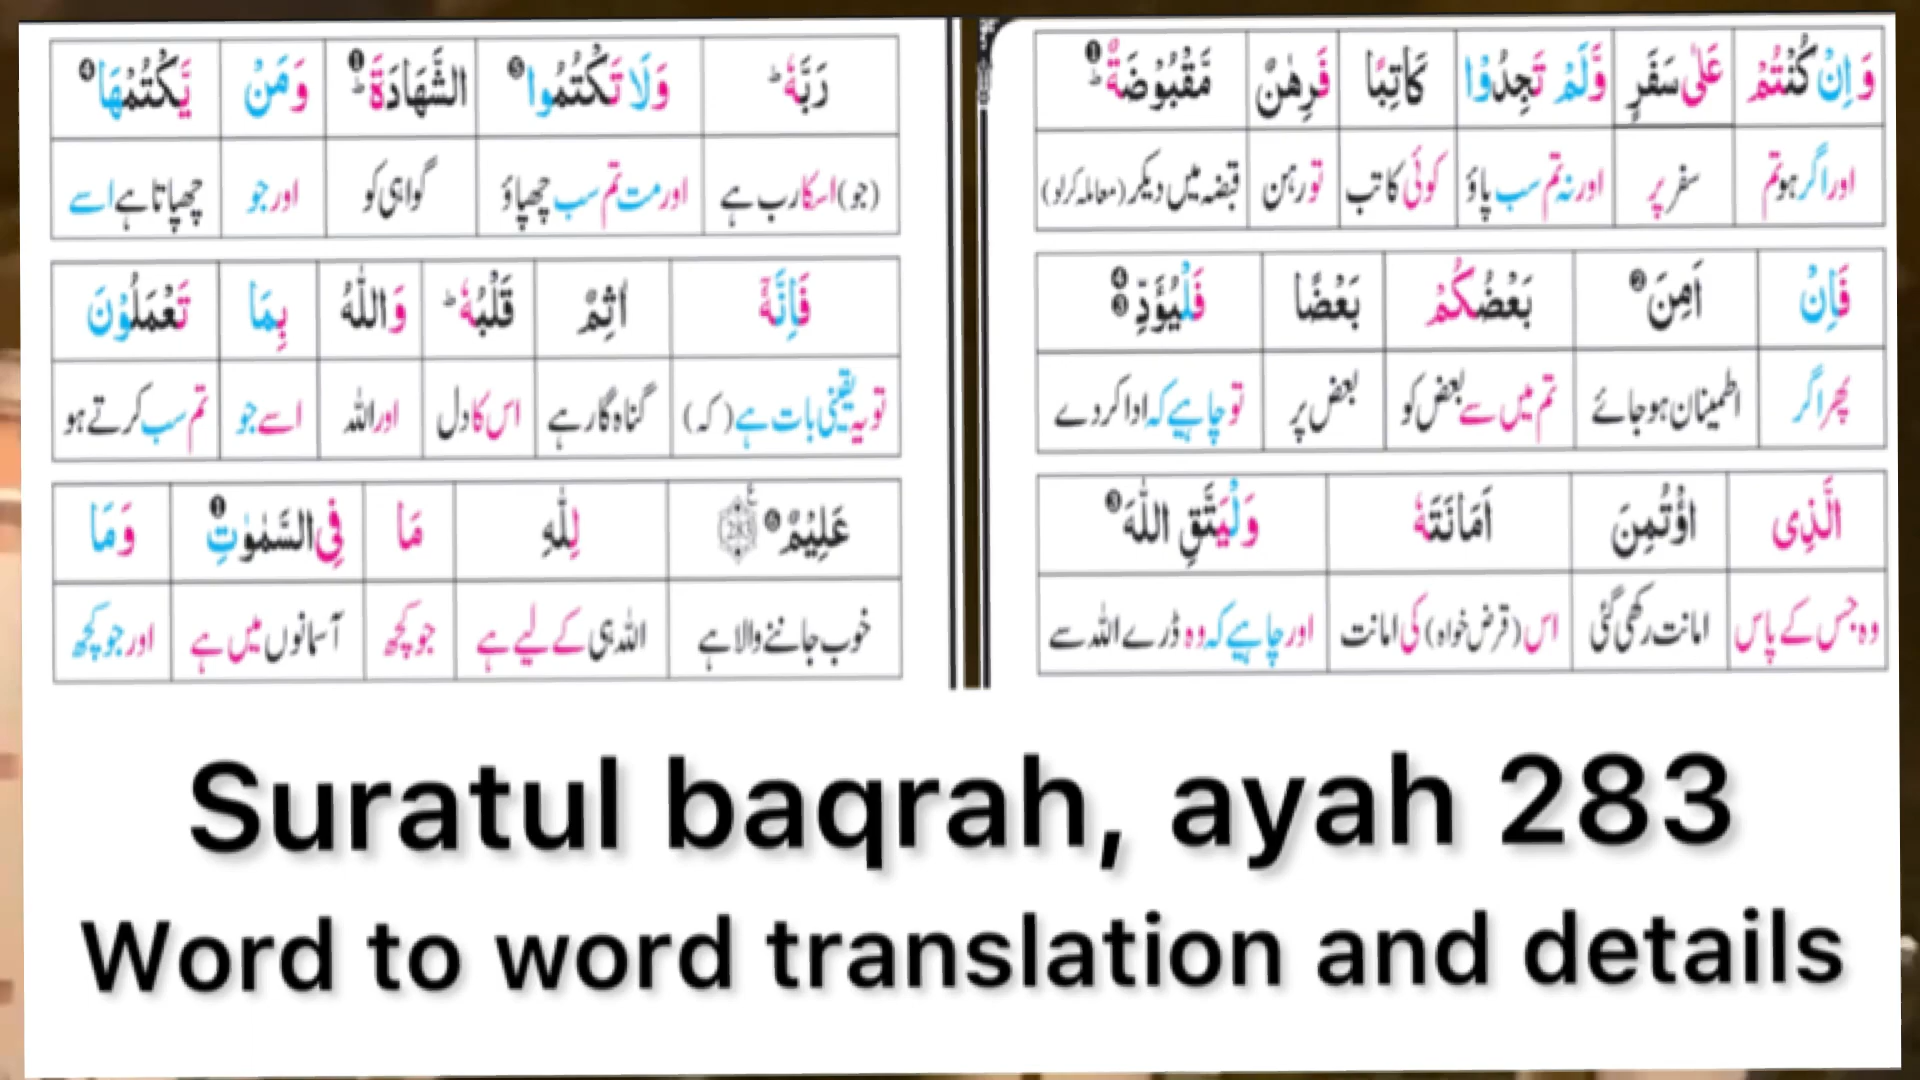 وَ اِنْ كُنْتُمْ عَلٰى سَفَرٍ وَّلَمْ تَجِدُوْا كَاتِبًا فَرِهٰنٌ مَّقْبُوْضَةٌ ؕ
اور اگر ہو تم سفر پر اور نہ تم سب پاؤ کوئی کاتب تو رہن قبضہ میں دیکر (معاملہ کرلو)
فَاِنْ اَمِنَ بَعْضُكُمْ بَعْضًا فَلْيُؤَدِّ
پھر اگر اطمینان ہو جائے تم میں سے بعض کو بعض پر تو چاہیے کہ ادا کر دے
الَّذِى اؤْتُمِنَ اَمَانَتَهٗ وَلْيَتَّقِ اللّٰهَ
وہ جس کے پاس امانت رکھی گئی اس (قرض خواہ) کی امانت اور چاہیے کہ وہ ڈرے اللہ سے
رَبَّهٗ ؕ وَلَا تَكْتُمُوا الشَّهَادَةَ ؕ وَمَنْ يَّكْتُمْهَا
(جو) اسکا رب ہے اور مت تم سب چھپاؤ گواہی کو اور جو چھپاتا ہے اسے
فَاِنَّهٗۤ اٰثِمٌ قَلْبُهٗ ؕ وَاللّٰهُ بِمَا تَعْمَلُوْنَ
تو یہ یقینی بات ہے (کہ) گناہ گار ہے اس کا دل اور اللہ اسے جو تم سب کرتے ہو
عَلِيْمٌ 283 لِلّٰهِ مَا فِى السَّمٰوٰتِ وَمَا
خوب جاننے والا ہے اللہ ہی کے لیے ہے جو کچھ آسمانوں میں ہے اور جو کچھ
Suratul baqrah, ayah 283
Word to word translation and details